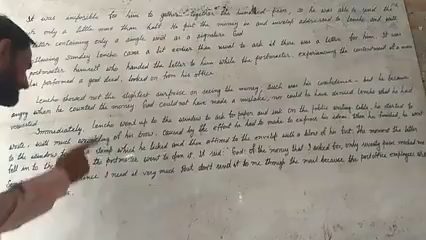 It was impossible for him to gather together the hundred pesos, so he was able to send the
only a little more than half. He put the money in an envelope addressed to Lencho and with
letter containing only a single word as a signature God
following sunday lencho came a bit earlier than usual to ask if there was a letter for him. It was
postmaster himself who handed the letter to him while the postmaster experiencing the contentment of a man
has performed a good deed, looked on from his office.
Lencho showed not the slightest surprise on seeing the money, such was his confidence - but he became
angry when he counted the money God could not have made a mistake, nor could he have denied lencho what he had
requested
Immediately, Lencho went up to the window to ask for paper and ink. on the public writing table, he started to
write. with much of his brow, caused by the effort he had to make to express his ideas. When he finished, he went
to the window to stamp which he licked and then affixed to the envelope with a blow of his fist. The moment the letter
fell in to the the postmaster went to open it. It said: "God: of the money that I asked for, only seventy pesos reached me
since I need it very much. But don't send it to me through the mail because the post office employees